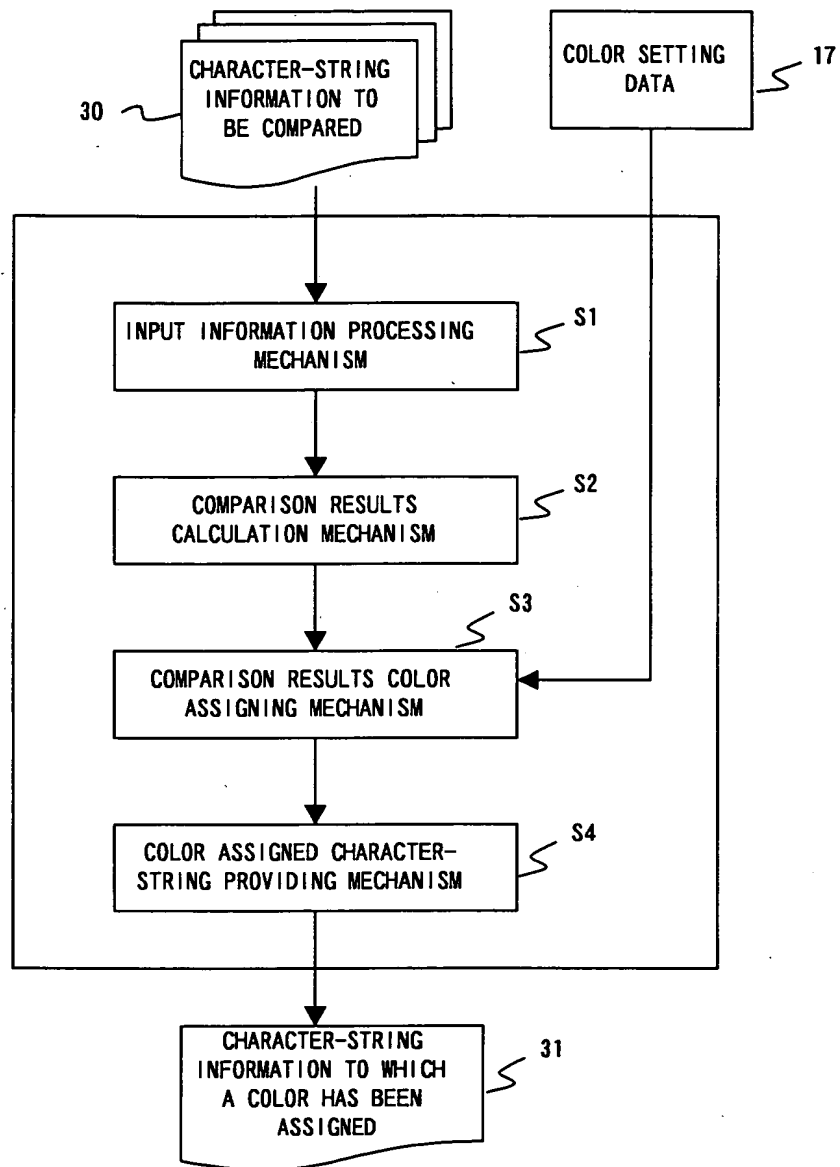 CHARACTER-STRING
INFORMATION TO
BE COMPARED
30
COLOR SETTING
DATA
17
INPUT INFORMATION PROCESSING
MECHANISM
S1
COMPARISON RESULTS
CALCULATION MECHANISM
S2
S3
COMPARISON RESULTS COLOR
ASSIGNING MECHANISM
COLOR ASSIGNED CHARACTER-
STRING PROVIDING MECHANISM
S4
CHARACTER-STRING
INFORMATION TO WHICH
A COLOR HAS BEEN
ASSIGNED
31